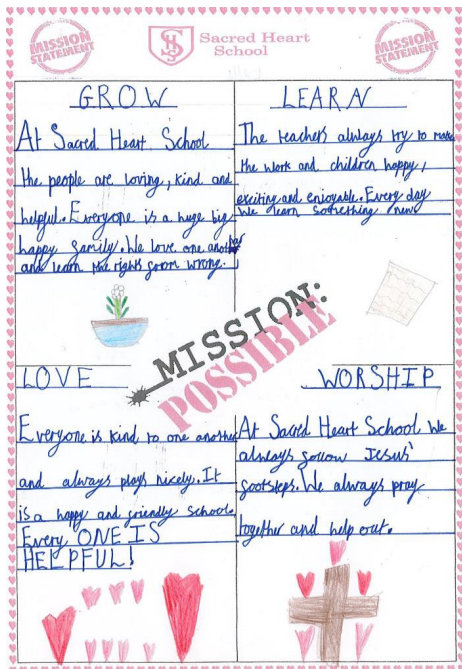 MISSION STATEMENT
Sacred Heart
School
MISSION STATEMENT
GROW
At Sacred Heart School
the people are loving, kind and
helpful. Everyone is a huge big
happy family. We love one another
and learn the rights from wrong.
LEARN
The teachers always try to make
the work and children happy,
exciting and enjoyable. Every day
We learn something new
MISSION:
POSSIBLE
LOVE
Everyone is kind to one another
and always plays nicely. It
is a happy and friendly school.
Every ONE IS
HELPFUL!
WORSHIP
At Sacred Heart School We
always follow Jesus'
footsteps. We always pray
together and help out.